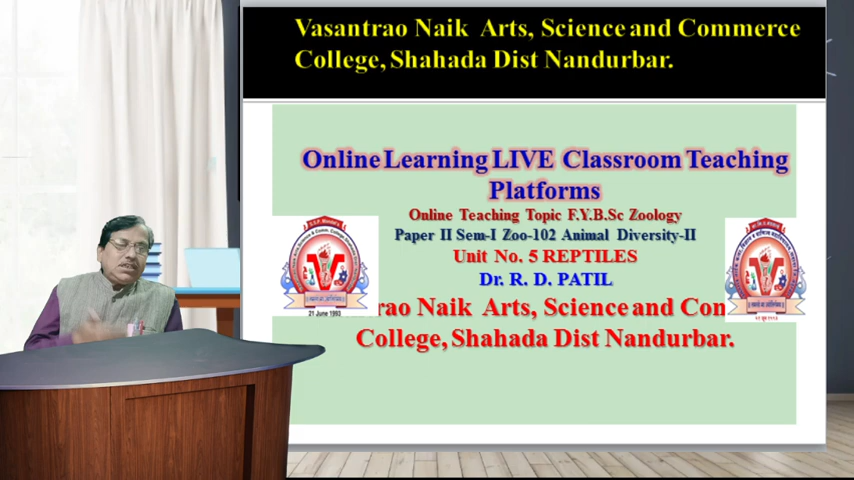 Vasantrao Naik Arts, Science and Commerce
College, Shahada Dist Nandurbar.
Online Learning LIVE Classroom Teaching
Platforms
Online Teaching Topic F.Y.B.Sc Zoology
Paper II Sem-I Zoo-102 Animal Diversity-II
Unit No. 5 REPTILES
Dr. R. D. PATIL
rao Naik Arts, Science and Com
College, Shahada Dist Nandurbar.
21 June 1993